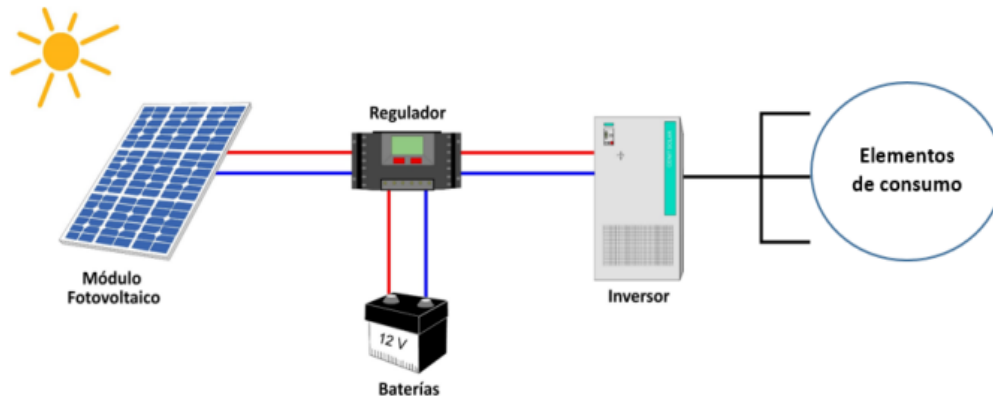 Regulador
Elementos
de consumo
Módulo
Fotovoltaico
Inversor
12 V
Baterías